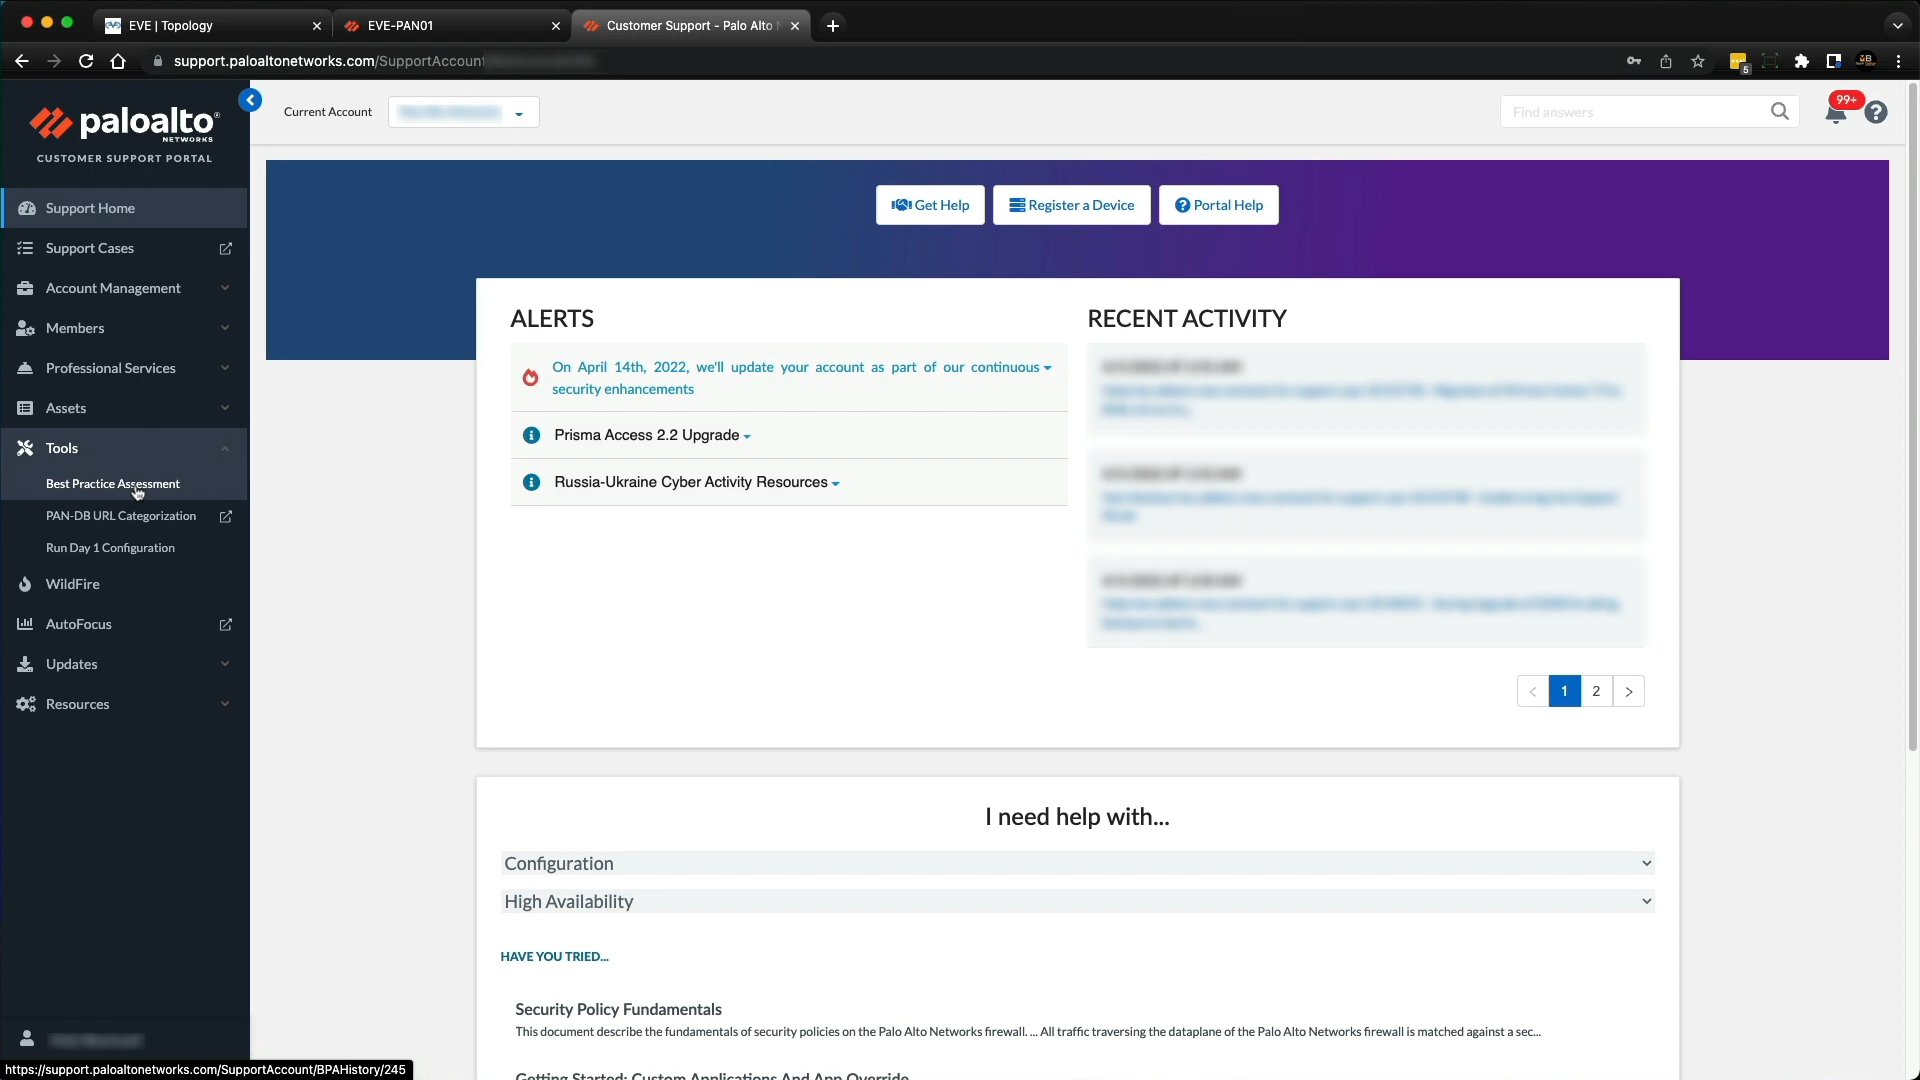 EVE | Topology
EVE-PAN01
Customer Support - Palo Alto
support.paloaltonetworks.com/SupportAccount
5
paloalto®
NETWORKS
CUSTOMER SUPPORT PORTAL
Current Account
Find answers
99+
Support Home
Support Cases
Account Management
Members
Professional Services
Assets
Tools
Best Practice Assessment
PAN-DB URL Categorization
Run Day 1 Configuration
WildFire
AutoFocus
Updates
Resources
Get Help
Register a Device
Portal Help
ALERTS
On April 14th, 2022, we'll update your account as part of our continuous
security enhancements
Prisma Access 2.2 Upgrade
Russia-Ukraine Cyber Activity Resources
RECENT ACTIVITY
< 1 2 >
I need help with...
Configuration
High Availability
HAVE YOU TRIED...
Security Policy Fundamentals
This document describe the fundamentals of security policies on the Palo Alto Networks firewall. ... All traffic traversing the dataplane of the Palo Alto Networks firewall is matched against a sec...
Getting Started: Custom Applications And App Override
https://support.paloaltonetworks.com/SupportAccount/BPAHistory/245